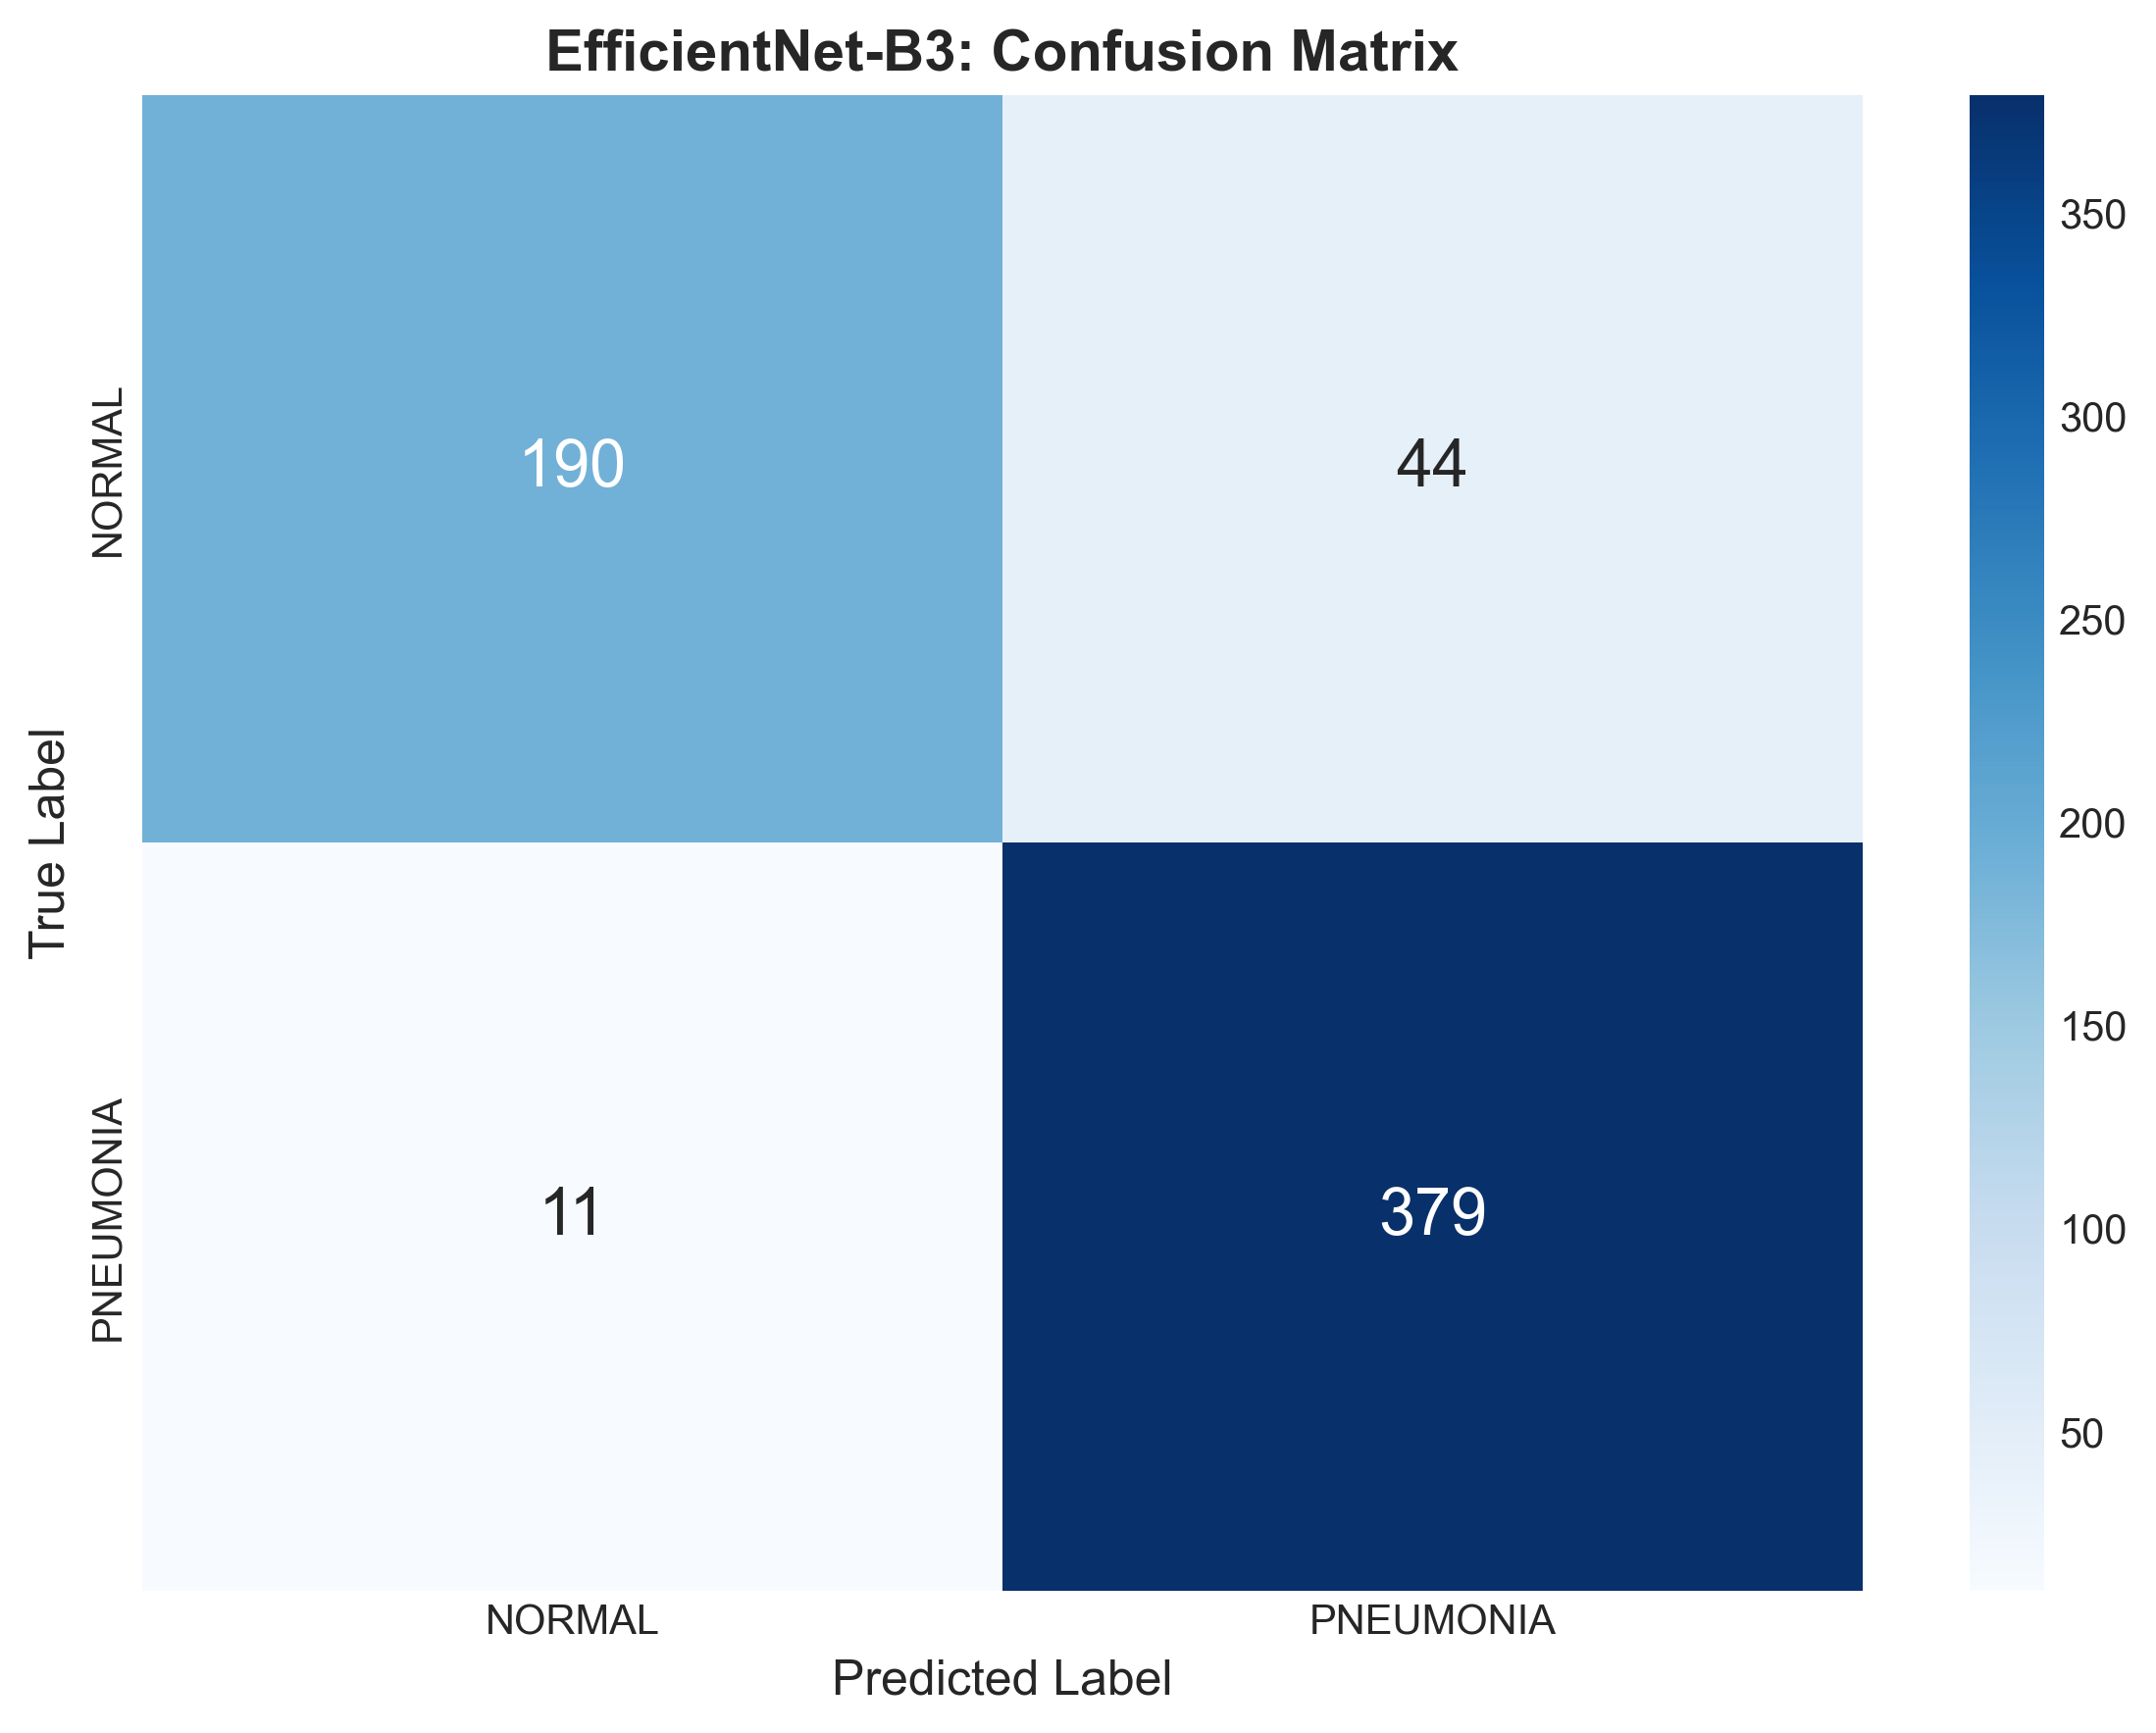 EfficientNet-B3: Confusion Matrix
True Label
NORMAL
PNEUMONIA
190
44
11
379
NORMAL
PNEUMONIA
Predicted Label
350
300
250
200
150
100
50